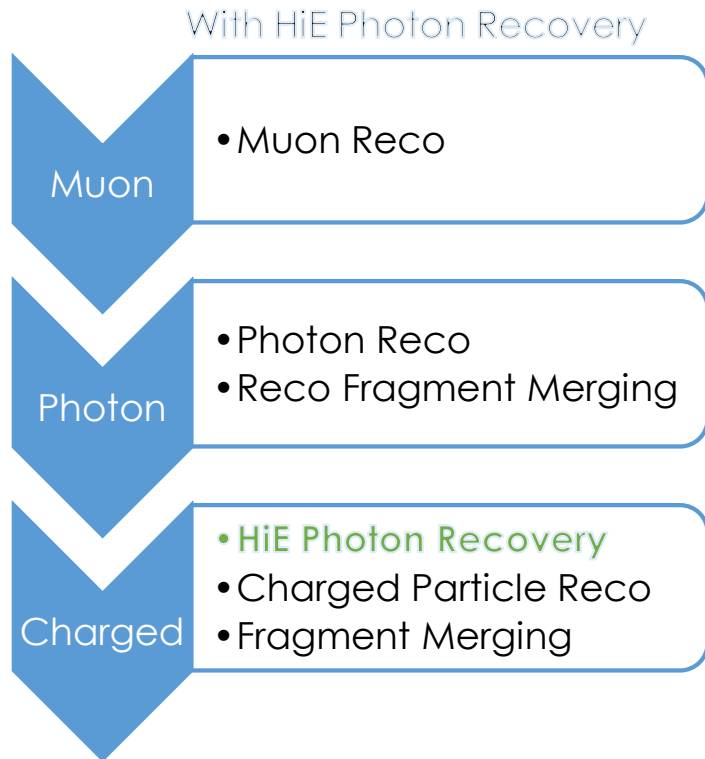 With HiE Photon Recovery
Muon
•Muon Reco
Photon
•Photon Reco
•Reco Fragment Merging
Charged
•HiE Photon Recovery
•Charged Particle Reco
•Fragment Merging